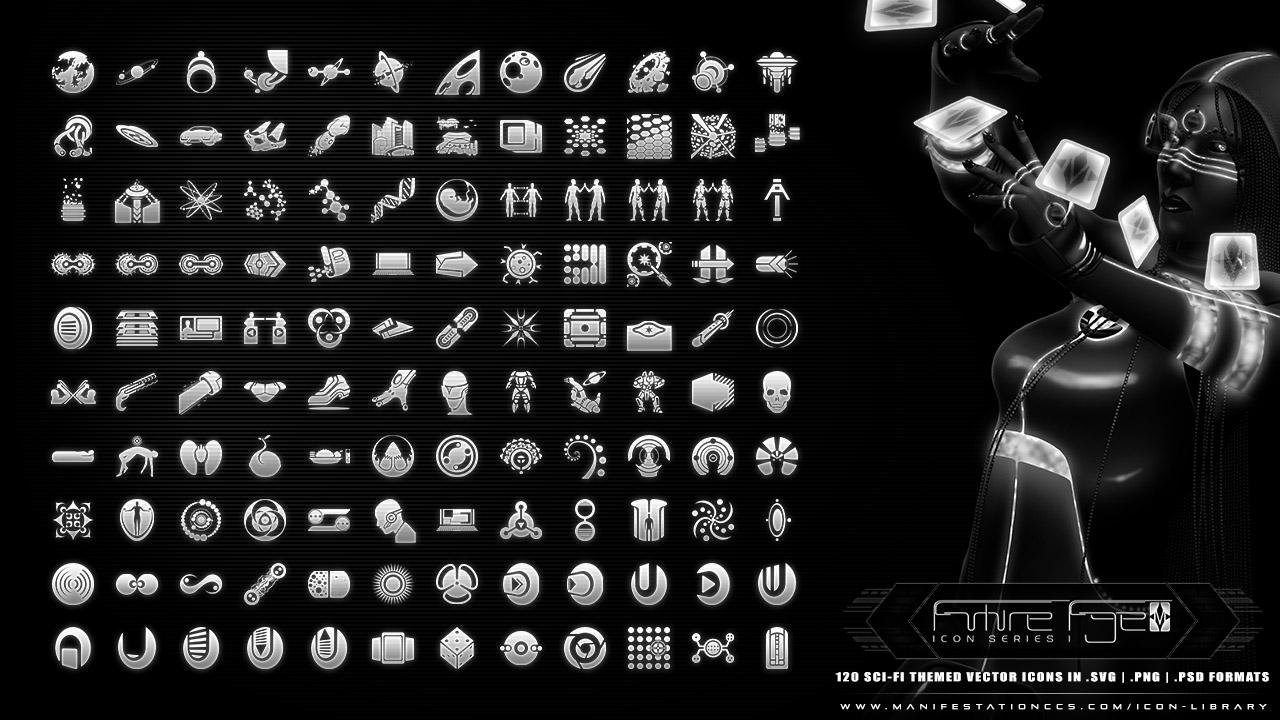 Future Age
ICON SERIES 1
120 SCI-FI THEMED VECTOR ICONS IN .SVG | .PNG | .PSD FORMATS
WWW.MANIFESTATIONCCS.COM/ICON-LIBRARY